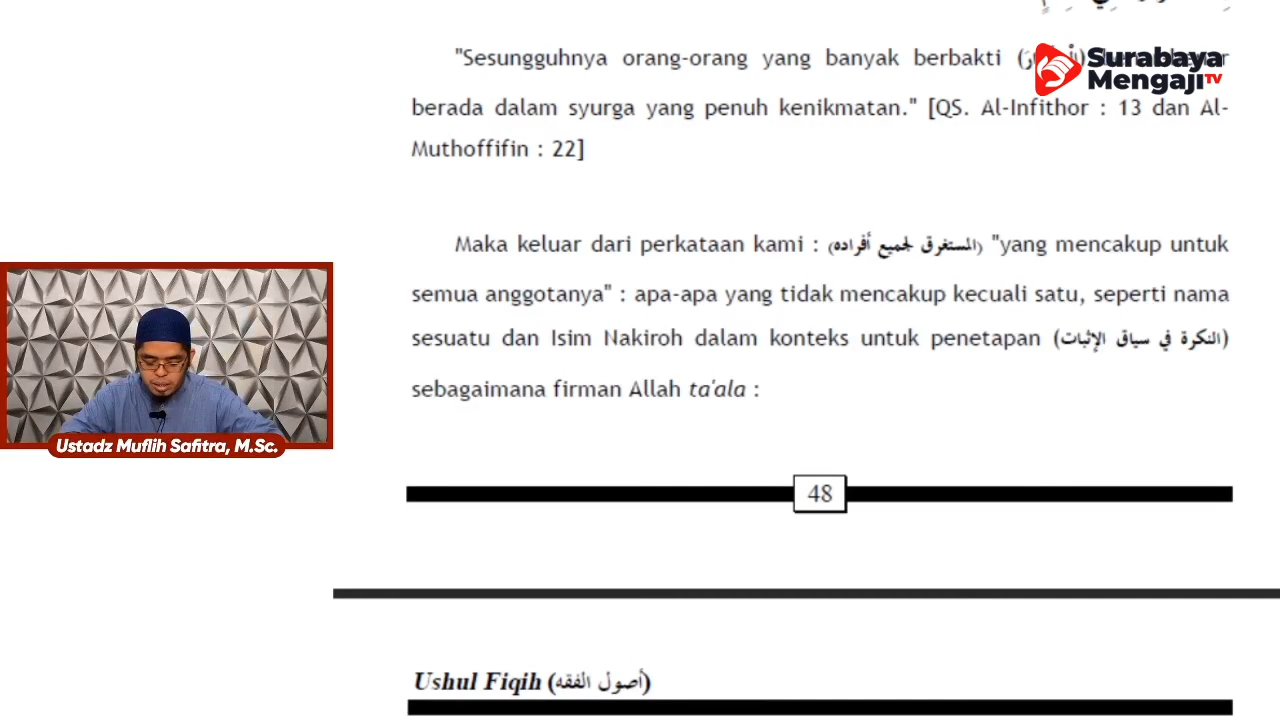 "Sesungguhnya orang-orang yang banyak berbakti
berada dalam syurga yang penuh kenikmatan." [QS. Al-Infithor : 13 dan Al-
Muthoffifin : 22]
Maka keluar dari perkataan kami : (المستغرق لجميع أفراده) "yang mencakup untuk
semua anggotanya" : apa-apa yang tidak mencakup kecuali satu, seperti nama
sesuatu dan Isim Nakiroh dalam konteks untuk penetapan (النكرة في سياق الإثبات)
sebagaimana firman Allah ta'ala :
48
Ushul Fiqih (أصول الفقه)
Surabaya
Mengaji TV
Ustadz Muflih Safitra, M.Sc.